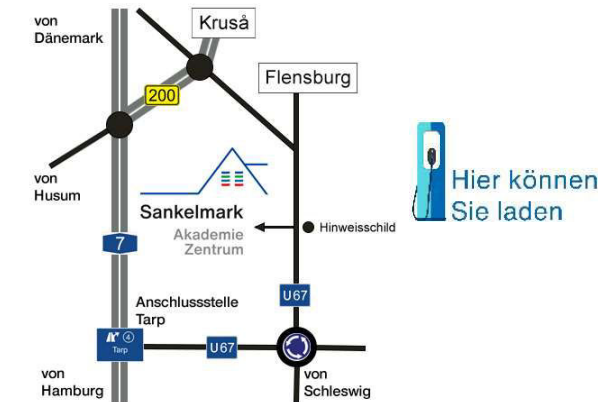 von
Dänemark
Kruså
Flensburg
200
von
Husum
Sankelmark
Akademie
Zentrum
Hinweisschild
Hier können
Sie laden
7
U67
Anschlussstelle
Tarp
4
Tarp
U67
von
Hamburg
von
Schleswig